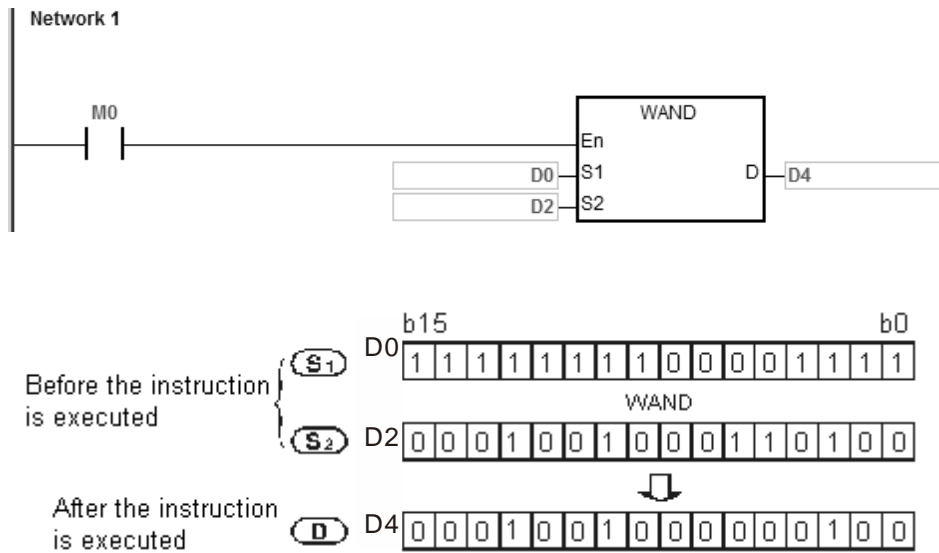 Network 1
M0
WAND
En
D0 S1 D D4
D2 S2
b15 b0
S1 D0 1 1 1 1 1 1 1 1 0 0 0 0 1 1 1 1
Before the instruction
is executed
WAND
S2 D2 0 0 0 1 0 0 1 0 0 0 1 1 0 1 0 0
After the instruction
is executed
D D4 0 0 0 1 0 0 1 0 0 0 0 0 0 1 0 0